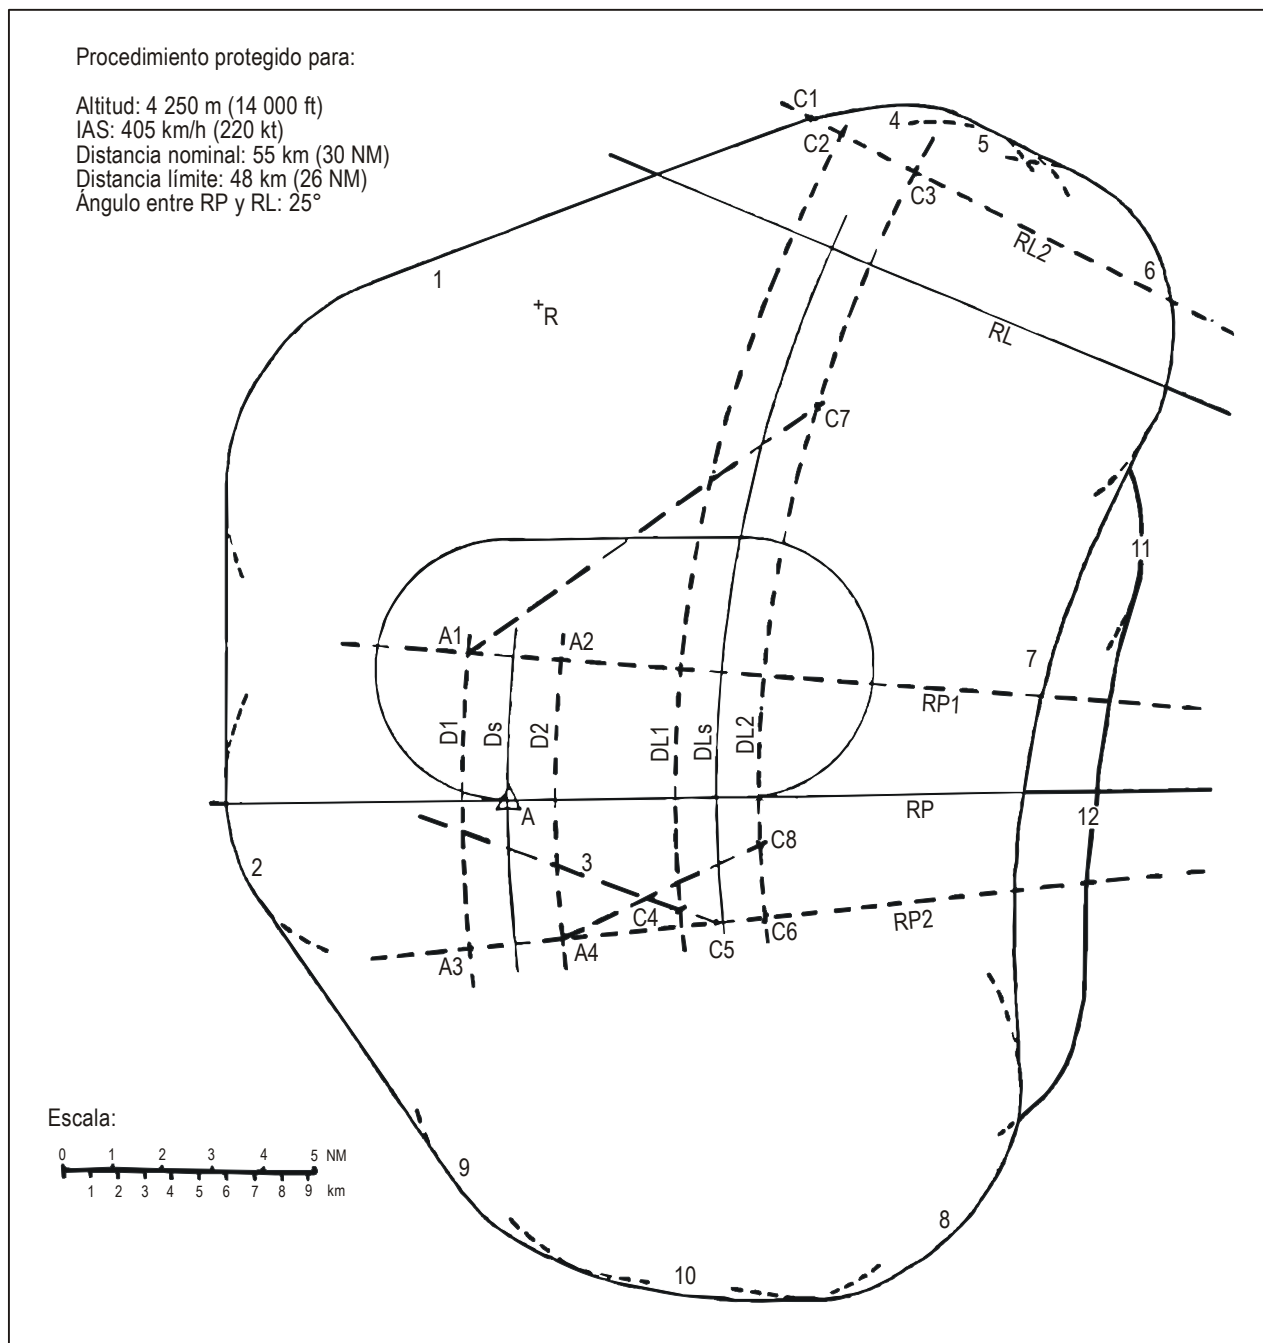 Procedimiento protegido para:
Altitud: 4 250 m (14 000 ft)
IAS: 405 km/h (220 kt)
Distancia nominal: 55 km (30 NM)
Distancia límite: 48 km (26 NM)
Ángulo entre RP y RL: 25°
C1
4
C2
5
C3
RL2
6
1
R
RL
C7
11
A1
A2
7
RP1
D1
Ds
D2
DL1
DLs
DL2
A
RP
12
2
3
C8
C4
A3
A4
C5
C6
RP2
Escala:
0 1 2 3 4 5 NM
1 2 3 4 5 6 7 8 9 km
9
8
10